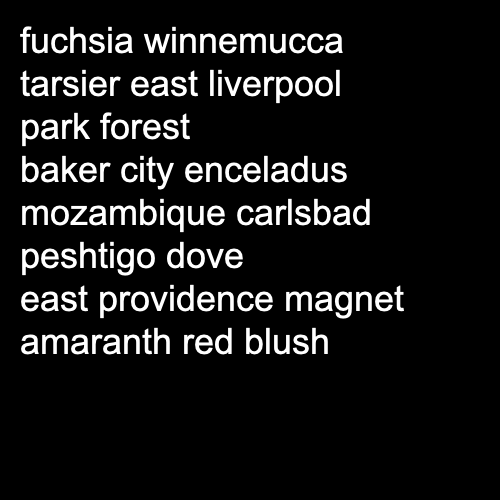 fuchsia winnemucca
tarsier east liverpool
park forest
baker city enceladus
mozambique carlsbad
peshtigo dove
east providence magnet
amaranth red blush